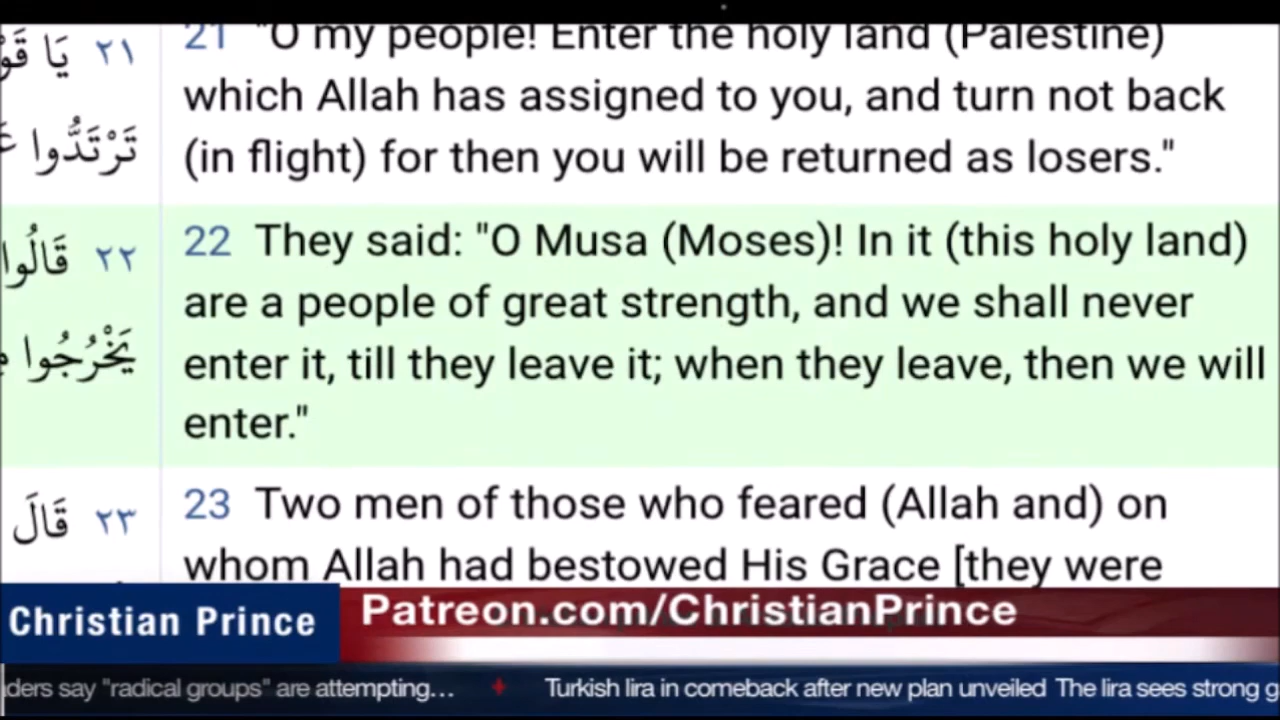 21 "O my people! Enter the holy land (Palestine)
which Allah has assigned to you, and turn not back
(in flight) for then you will be returned as losers."
٢١ يَا
تَرْتَدُّوا
22 They said: "O Musa (Moses)! In it (this holy land)
are a people of great strength, and we shall never
enter it, till they leave it; when they leave, then we will
enter."
٢٢ قَالُوا
يَخْرُجُوا
23 Two men of those who feared (Allah and) on
whom Allah had bestowed His Grace [they were
٢٣ قَالَ
Christian Prince
Patreon.com/ChristianPrince
say "radical groups" are attempting... Turkish lira in comeback after new plan unveiled The lira sees strong